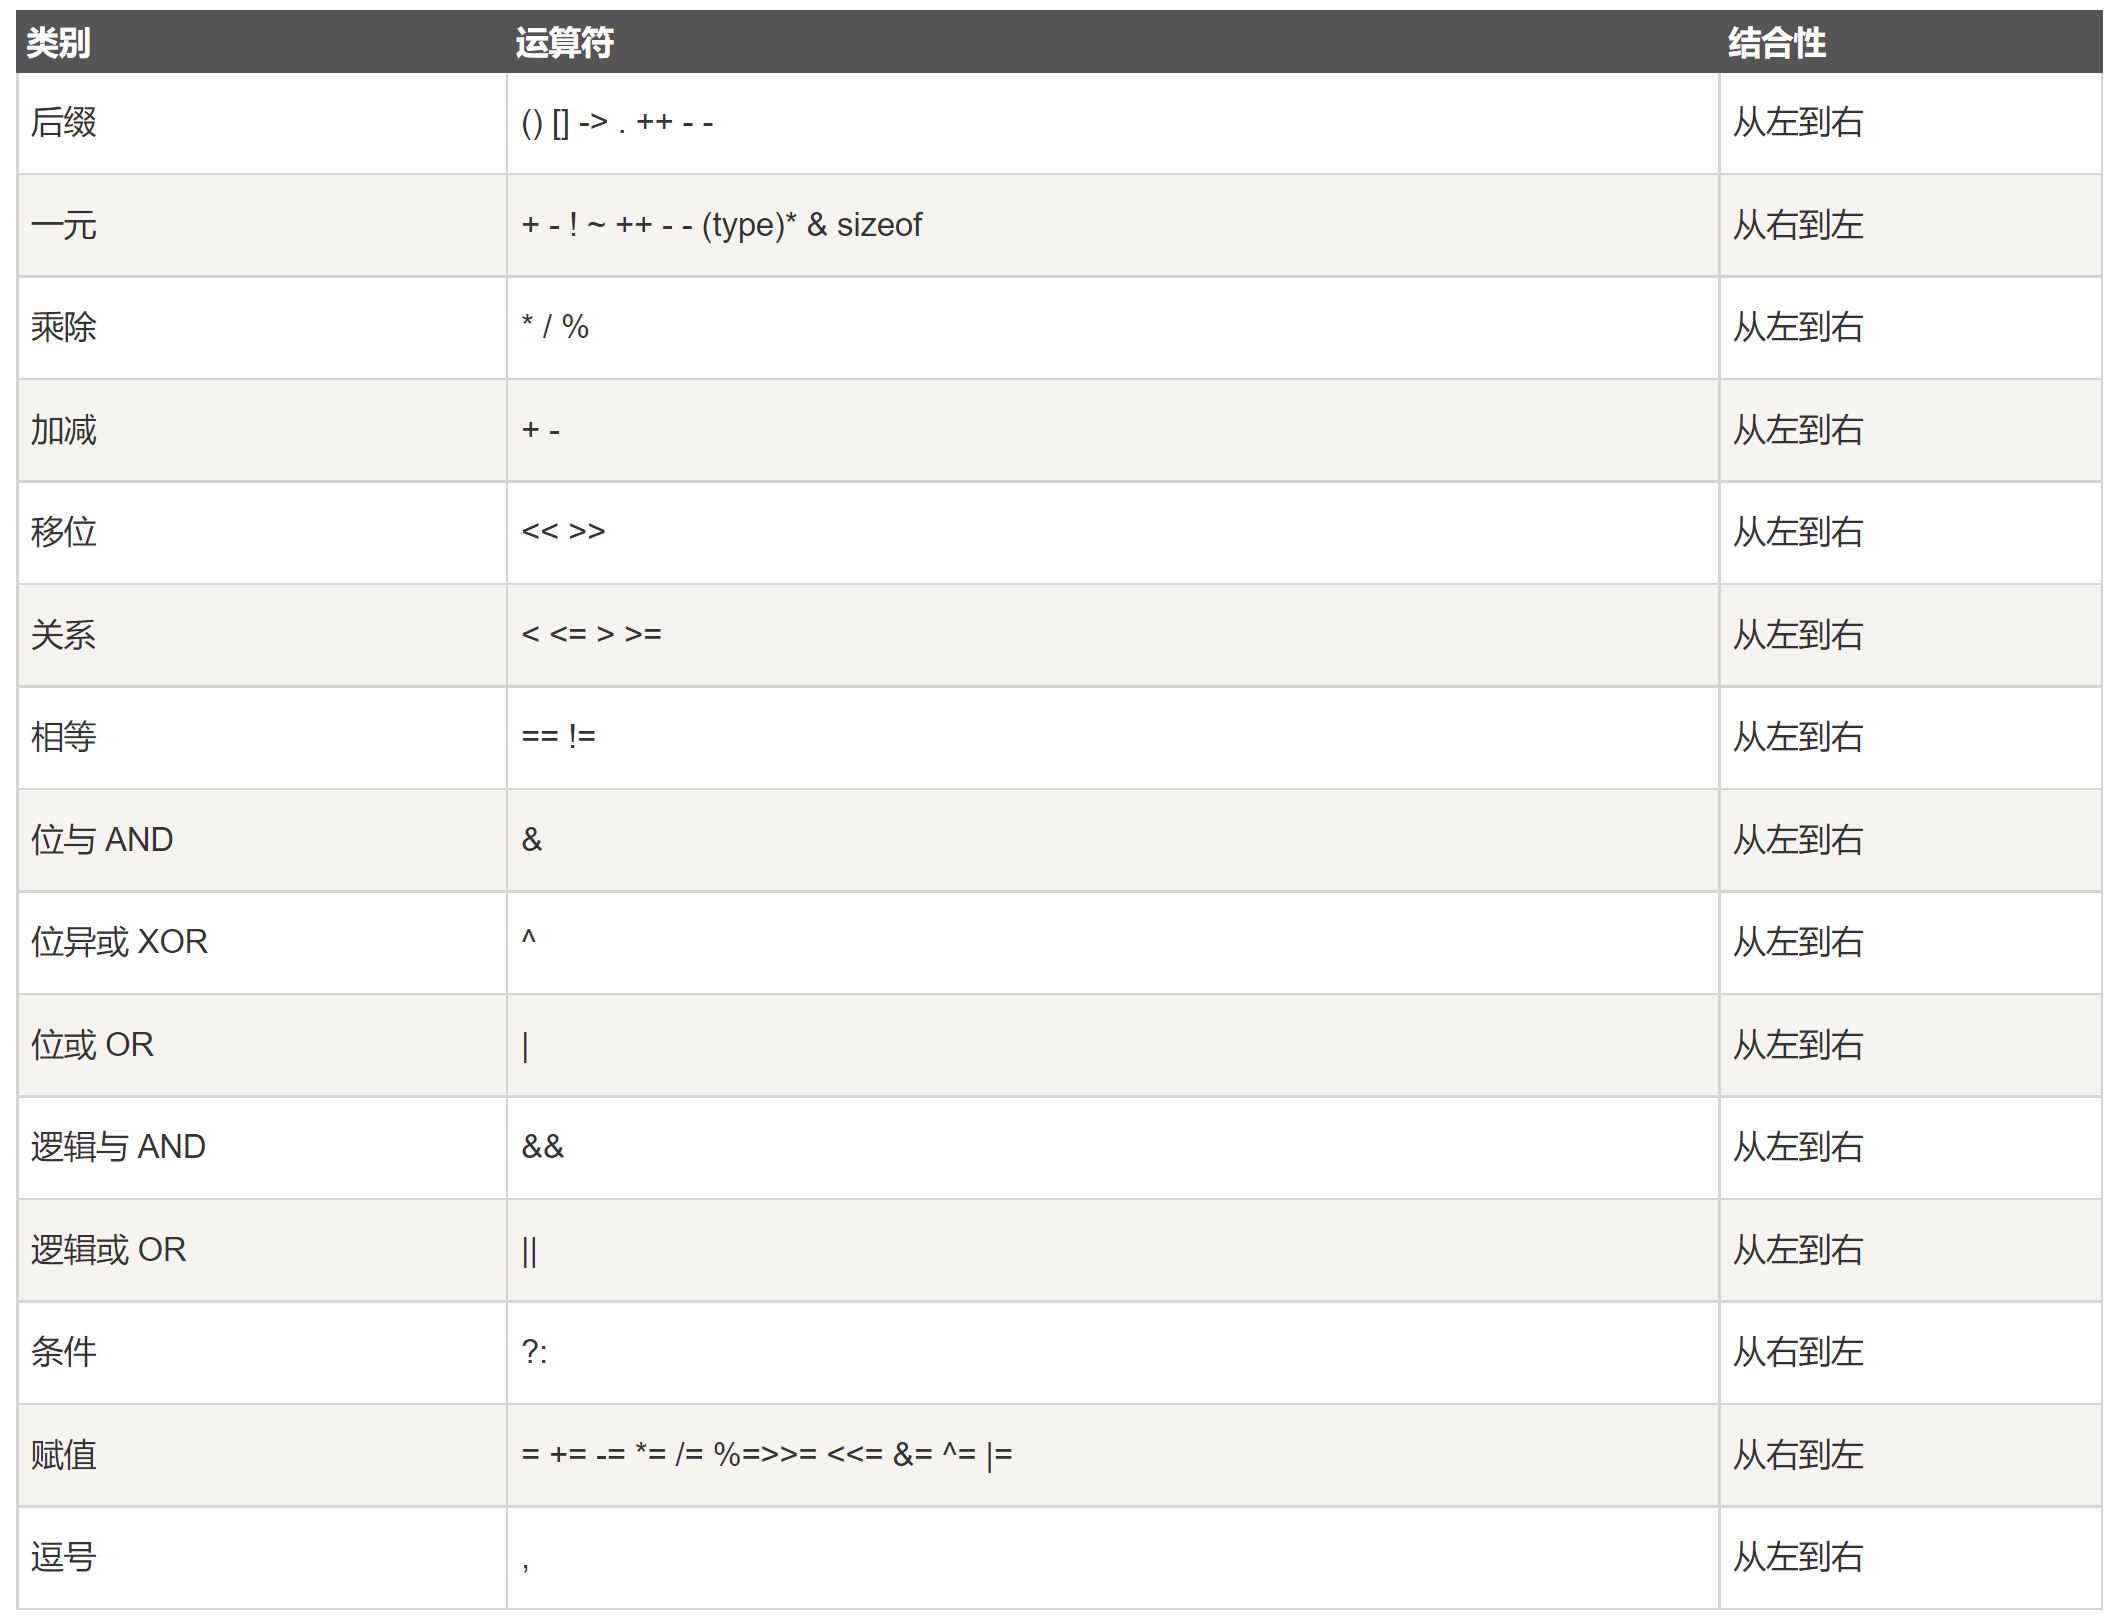 类别 运算符 结合性
后缀 () [] -> . ++ - - 从左到右
一元 + - ! ~ ++ - - (type)* & sizeof 从右到左
乘除 * / % 从左到右
加减 + - 从左到右
移位 << >> 从左到右
关系 < <= > >= 从左到右
相等 == != 从左到右
位与 AND & 从左到右
位异或 XOR ^ 从左到右
位或 OR | 从左到右
逻辑与 AND && 从左到右
逻辑或 OR || 从左到右
条件 ?: 从右到左
赋值 = += -= *= /= %=>>= <<= &= ^= |= 从右到左
逗号 , 从左到右